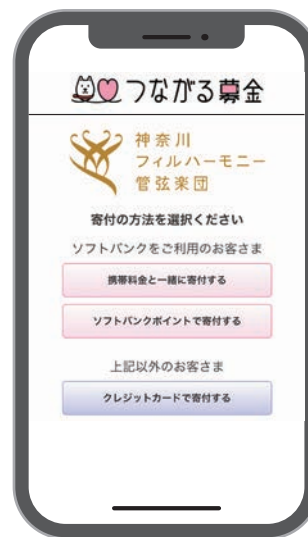 つながる募金
神奈川
フィルハーモニー
管弦楽団
寄付の方法を選択ください
ソフトバンクをご利用のお客さま
携帯料金と一緒に寄付する
ソフトバンクポイントで寄付する
上記以外のお客さま
クレジットカードで寄付する